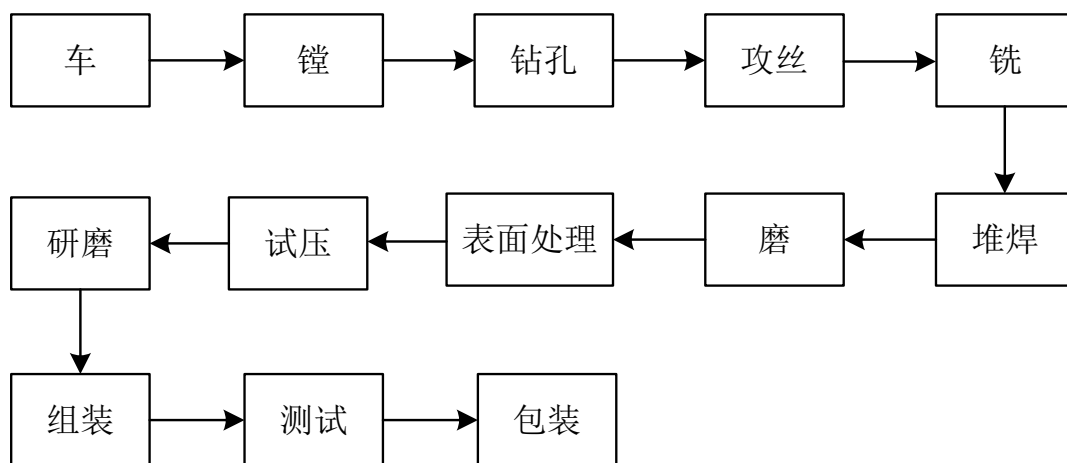 车 镗 钻孔 攻丝 铣
研磨 试压 表面处理 磨 堆焊
组装 测试 包装